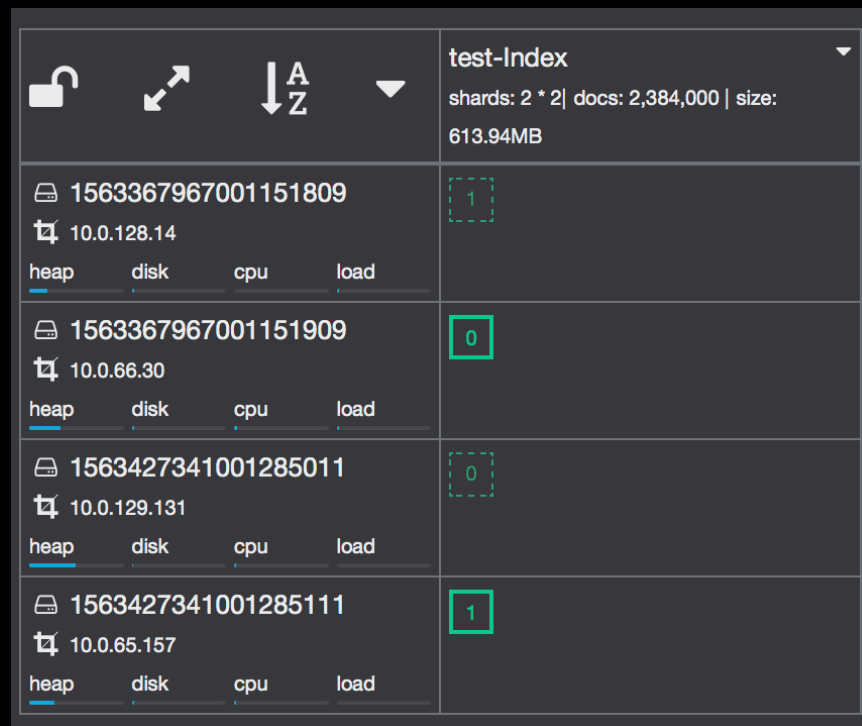 A
Z
test-Index
shards: 2 * 2| docs: 2,384,000 | size:
613.94MB
1563367967001151809
10.0.128.14
heap disk cpu load
1
1563367967001151909
10.0.66.30
heap disk cpu load
0
1563427341001285011
10.0.129.131
heap disk cpu load
0
1563427341001285111
10.0.65.157
heap disk cpu load
1